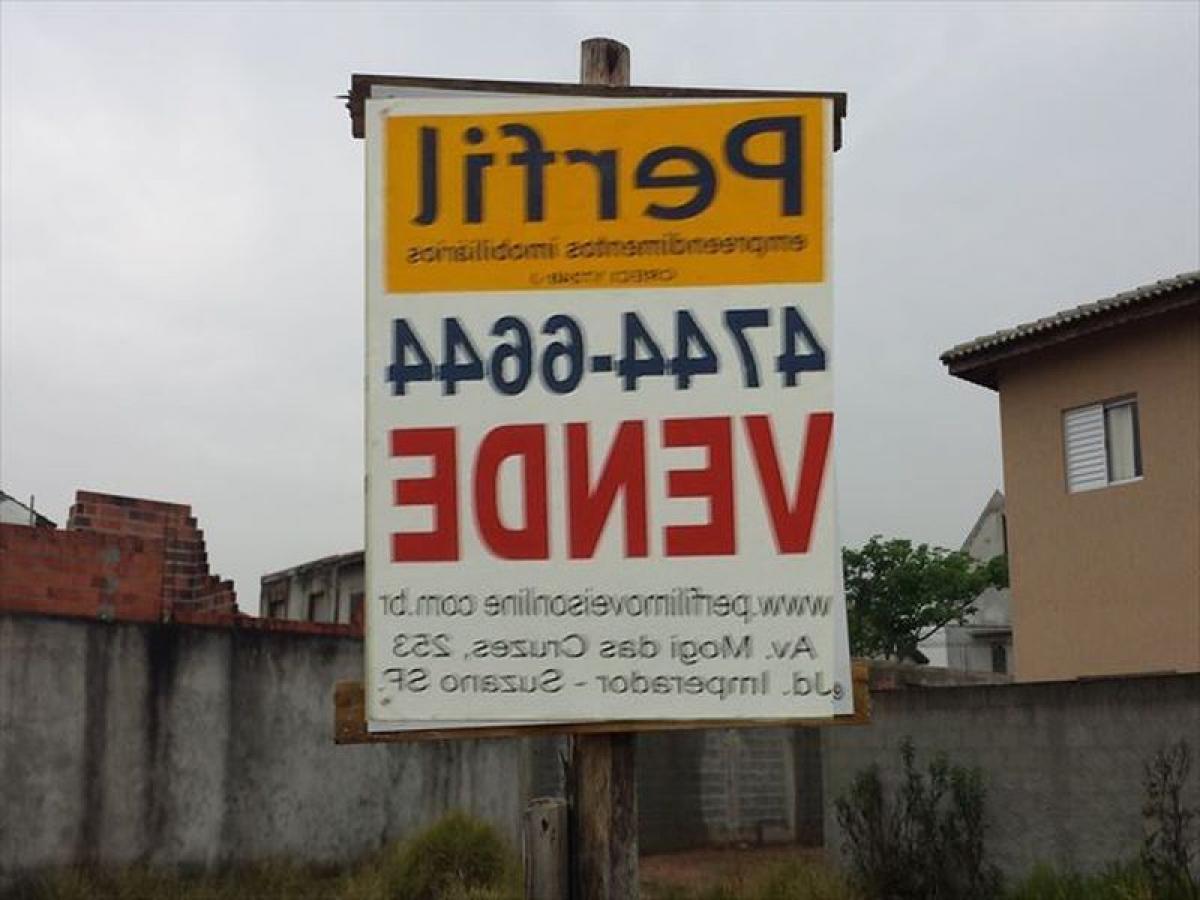 Perfil
empreendimentos imobiliários
CRECI
4744-6644
VENDE
www.perfilimoveisonline.com.br
Av. Mogi das Cruzes, 253
Jd. Imperador - Suzano SP.